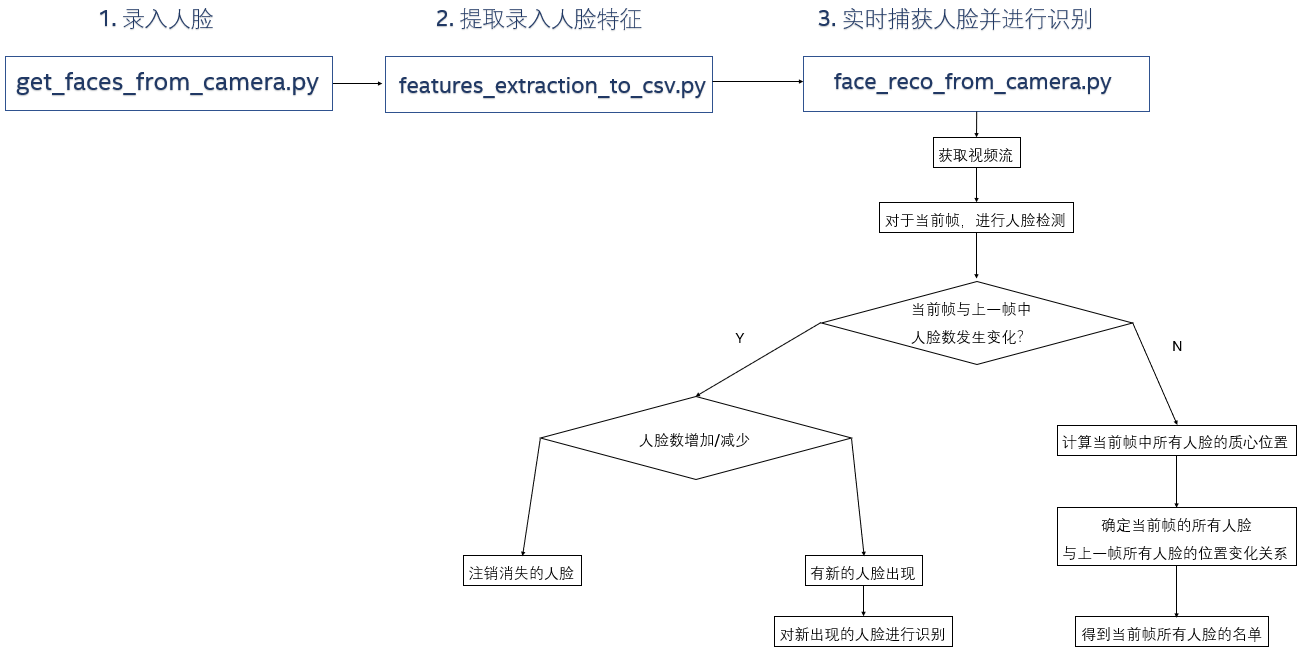 1. 录入人脸
2. 提取录入人脸特征
3. 实时捕获人脸并进行识别
get_faces_from_camera.py
features_extraction_to_csv.py
face_reco_from_camera.py
获取视频流
对于当前帧，进行人脸检测
当前帧与上一帧中
人脸数发生变化？
Y
N
人脸数增加/减少
计算当前帧中所有人脸的质心位置
确定当前帧的所有人脸
与上一帧所有人脸的位置变化关系
注销消失的人脸
有新的人脸出现
对新出现的人脸进行识别
得到当前帧所有人脸的名单